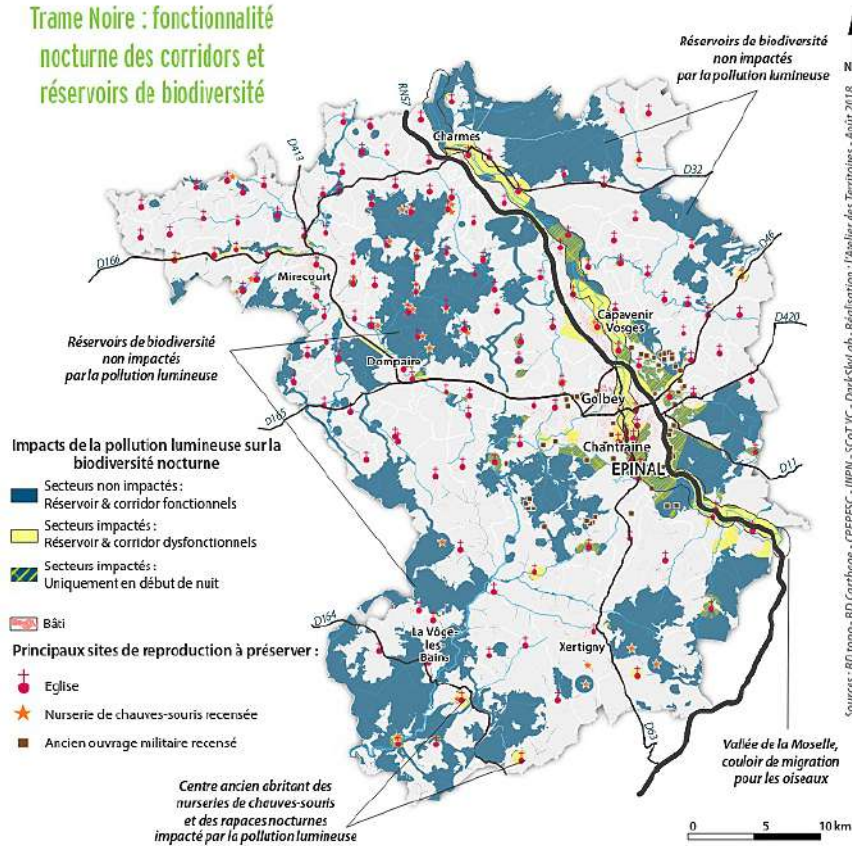 Trame Noire : fonctionnalité
nocturne des corridors et
réservoirs de biodiversité
Réservoirs de biodiversité
non impactés
par la pollution lumineuse
N
RN57
Charmes
D413
D32
D166
Mirecourt
D46
Capavenir
Vosges
D420
Réservoirs de biodiversité
non impactés
par la pollution lumineuse
Dompaire
Golbey
D165
Chantraine
EPINAL
D11
Impacts de la pollution lumineuse sur la
biodiversité nocturne
Secteurs non impactés :
Réservoir & corridor fonctionnels
Secteurs impactés :
Réservoir & corridor dysfonctionnels
Secteurs impactés :
Uniquement en début de nuit
Bâti
Principaux sites de reproduction à préserver :
Eglise
Nurserie de chauves-souris recensée
Ancien ouvrage militaire recensé
D164
La Vôge-
les-
Bains
Xertigny
Vallée de la Moselle,
couloir de migration
pour les oiseaux
Centre ancien abritant des
nurseries de chauves-souris
et des rapaces nocturnes
impacté par la pollution lumineuse
0 5 10 km
Réalisation : l'Atelier des Territoires - Août 2018